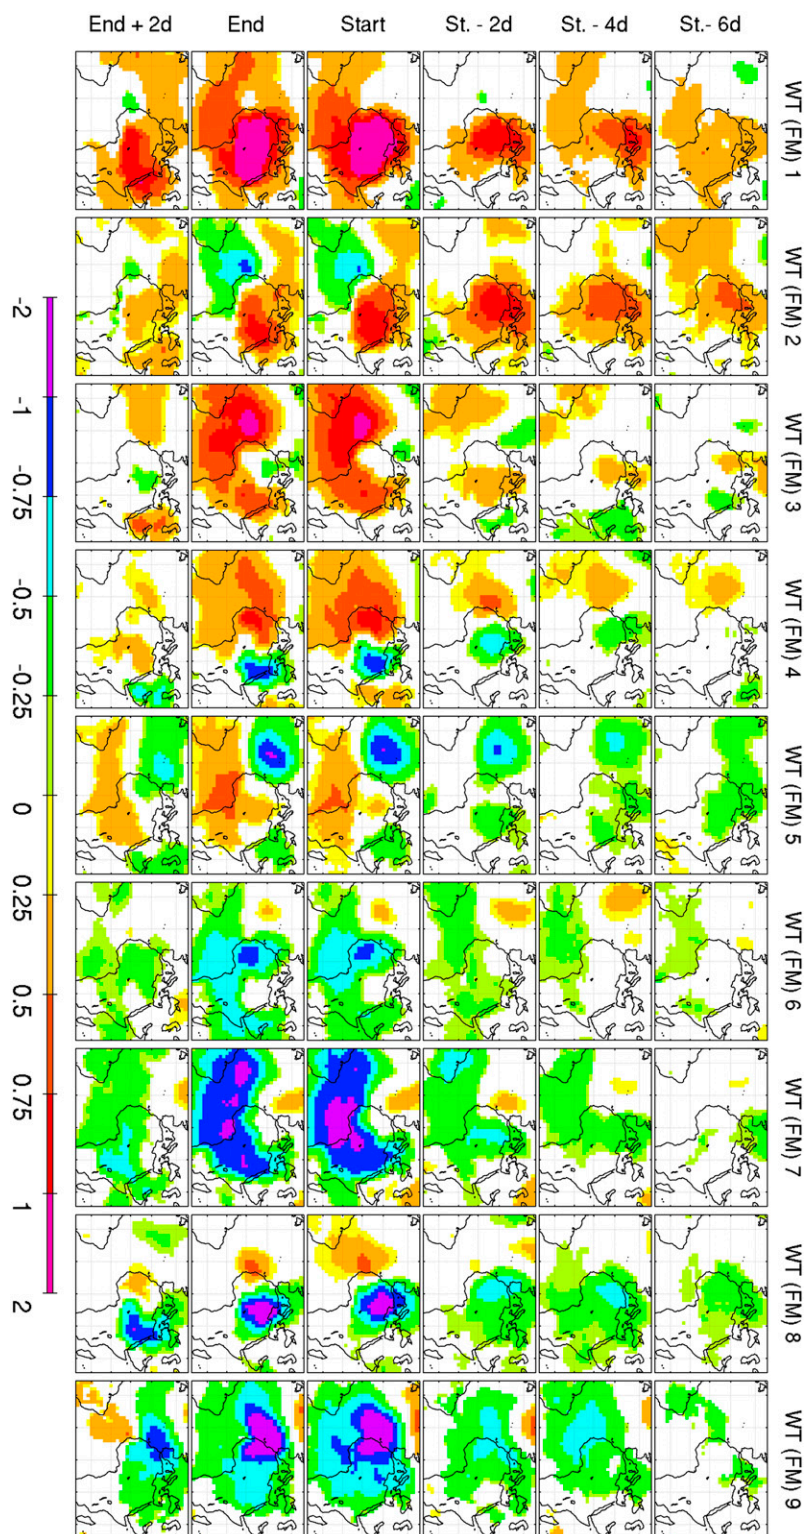 End + 2d
End
Start
St. - 2d
St. - 4d
St.- 6d
WT (FM) 1
WT (FM) 2
WT (FM) 3
WT (FM) 4
WT (FM) 5
WT (FM) 6
WT (FM) 7
WT (FM) 8
WT (FM) 9
-2
-1
-0.75
-0.5
-0.25
0
0.25
0.5
0.75
1
2